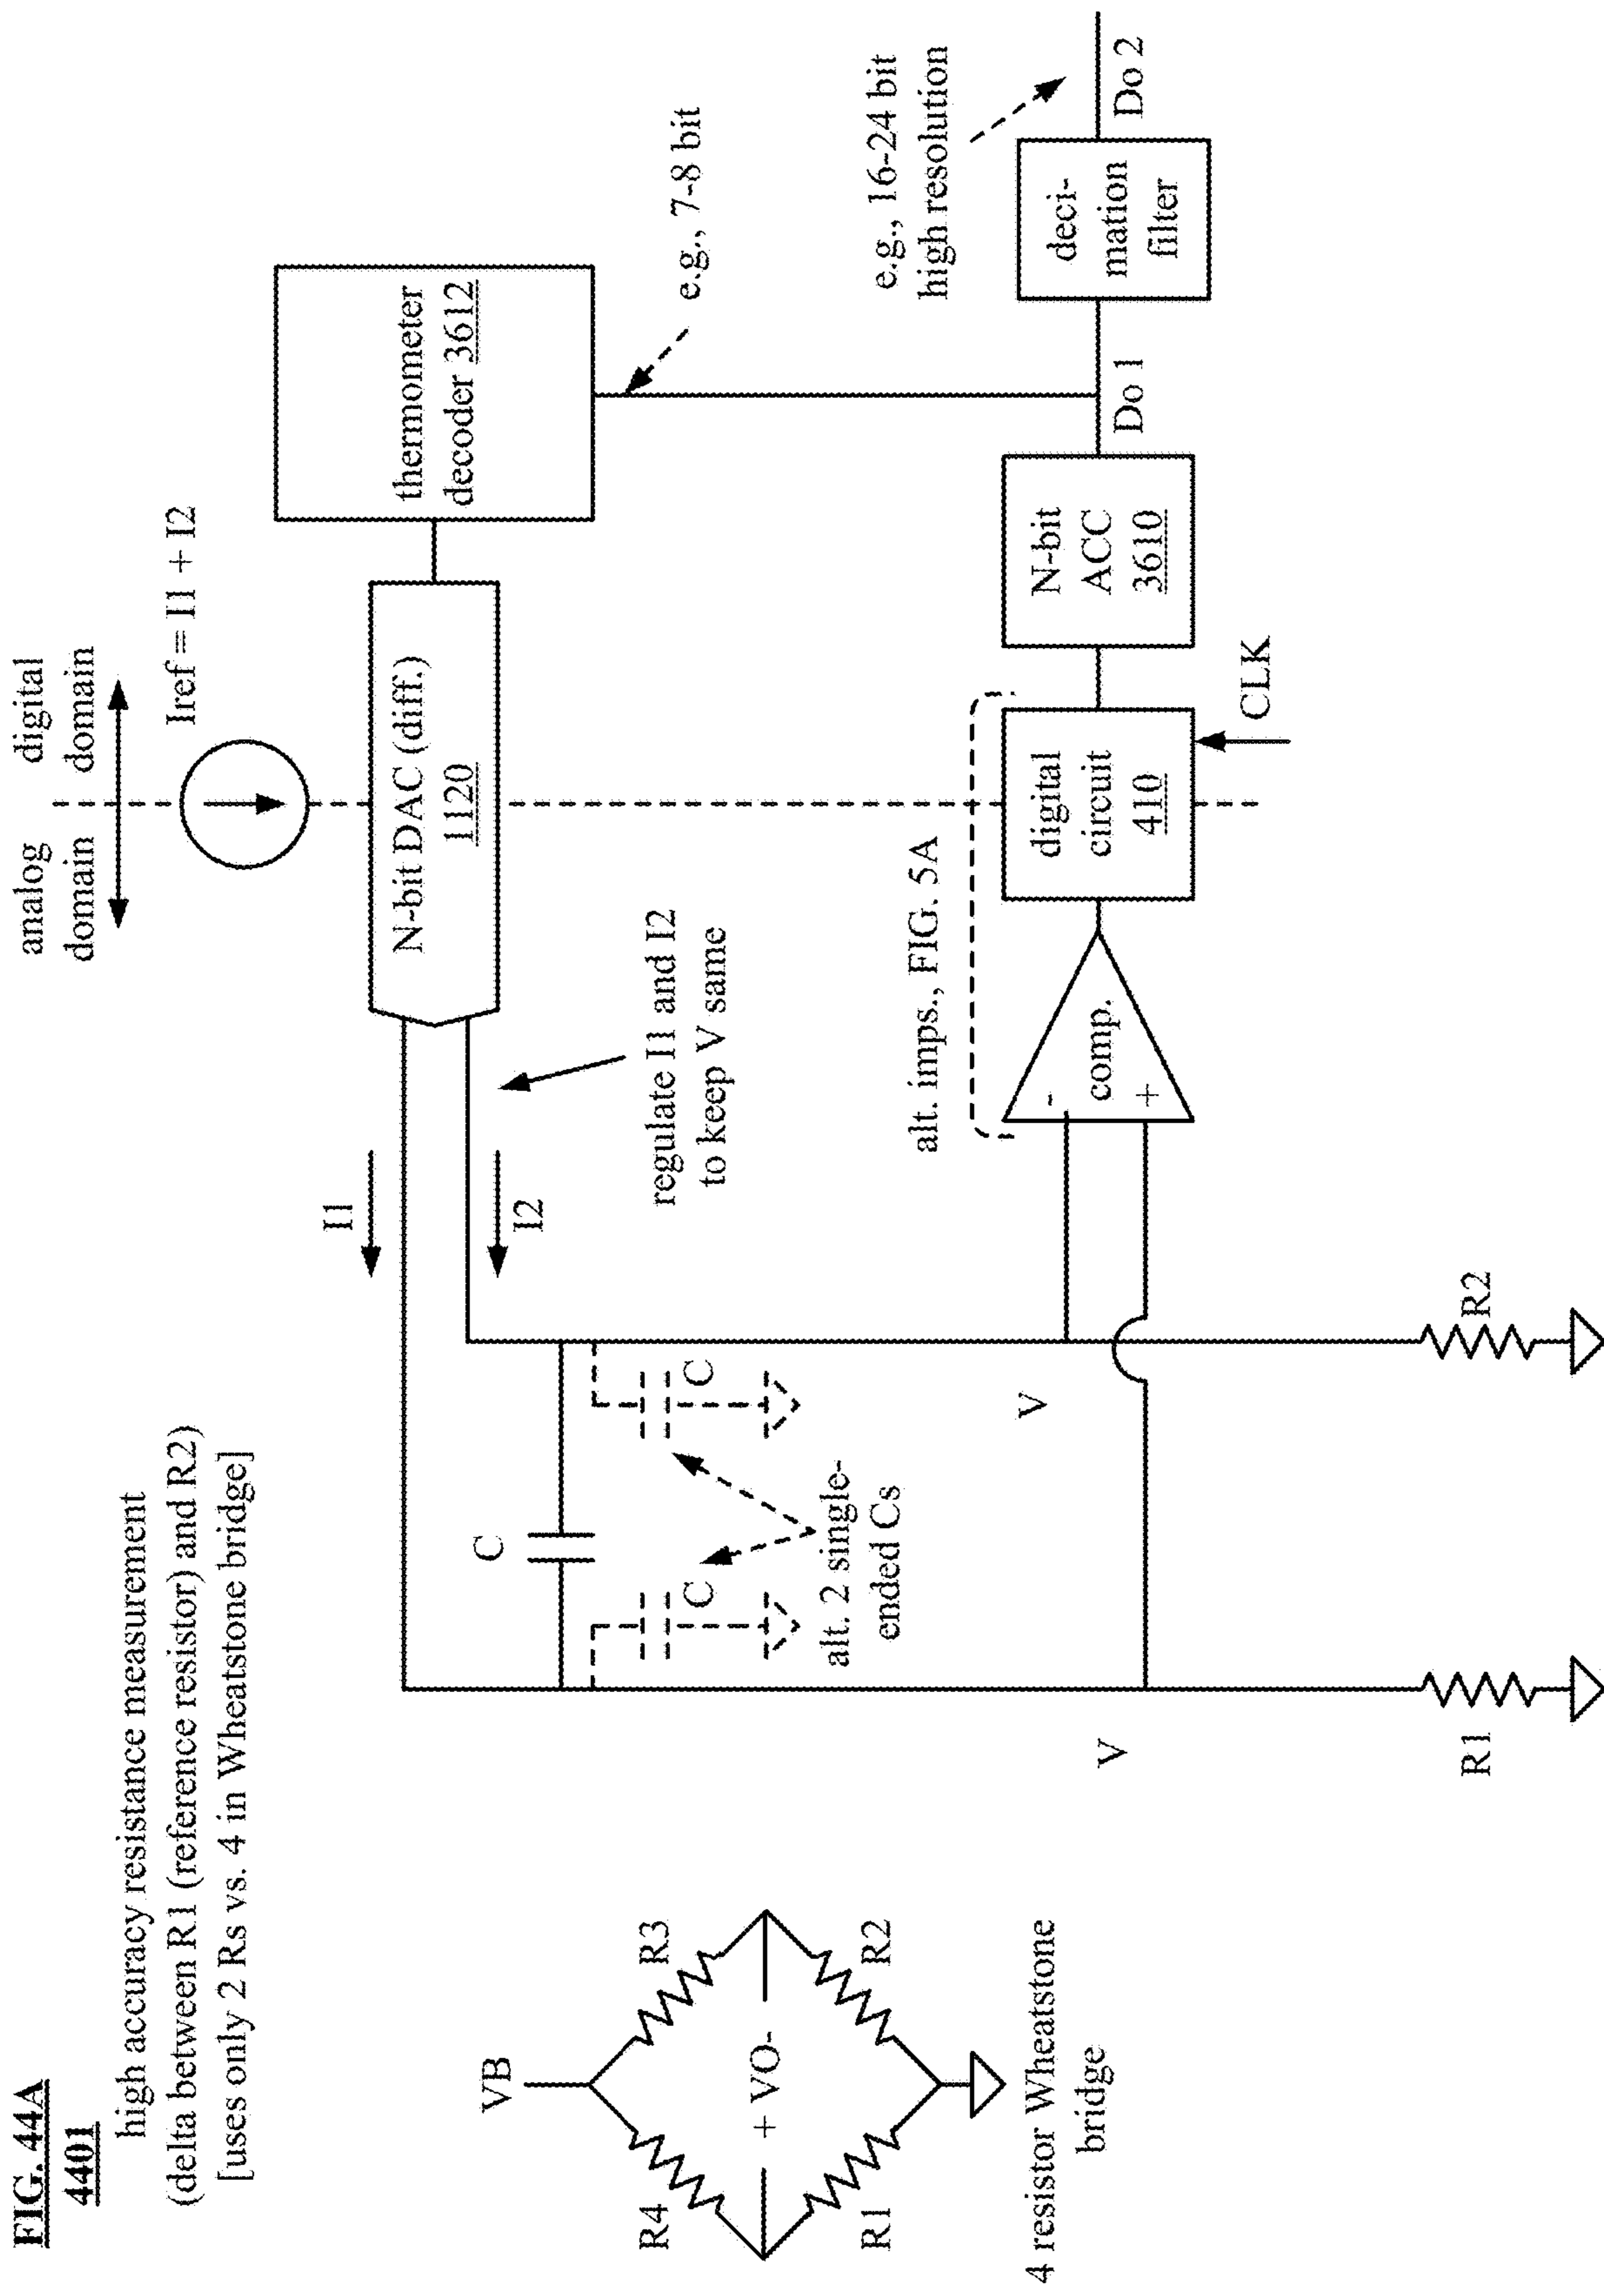 FIG. 44A
4401
high accuracy resistance measurement
(delta between R1 (reference resistor) and R2)
[uses only 2 Rs vs. 4 in Wheatstone bridge]
analog
domain
digital
domain
Iref = I1 + I2
N-bit DAC (diff.)
1120
thermometer
decoder 3612
e.g., 7-8 bit
I1
I2
regulate I1 and I2
to keep V same
C
C
C
alt. 2 single-
ended Cs
alt. imps., FIG. 5A
e.g., 16-24 bit
high resolution
V
V
-
+
comp.
digital
circuit
410
CLK
N-bit
ACC
3610
Do 1
deci-
mation
filter
Do 2
R1
R2
VB
R4
R3
+ VO-
R1
R2
4 resistor Wheatstone
bridge